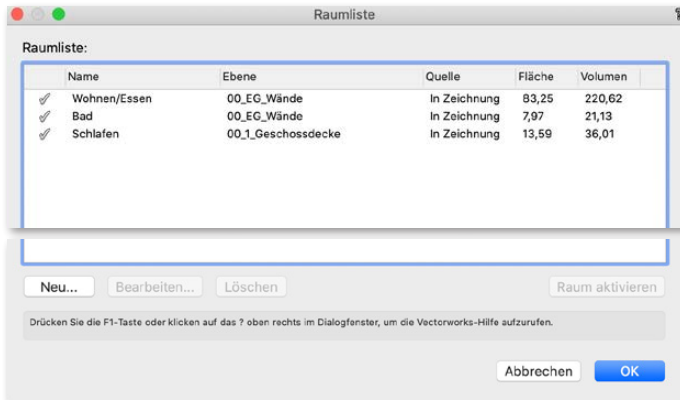 Raumliste
Raumliste:
Name Ebene Quelle Fläche Volumen
Wohnen/Essen 00_EG_Wände In Zeichnung 83,25 220,62
Bad 00_EG_Wände In Zeichnung 7,97 21,13
Schlafen 00_1_Geschossdecke In Zeichnung 13,59 36,01
Neu... Bearbeiten... Löschen Raum aktivieren
Drücken Sie die F1-Taste oder klicken auf das ? oben rechts im Dialogfenster, um die Vectorworks-Hilfe aufzurufen.
Abbrechen OK